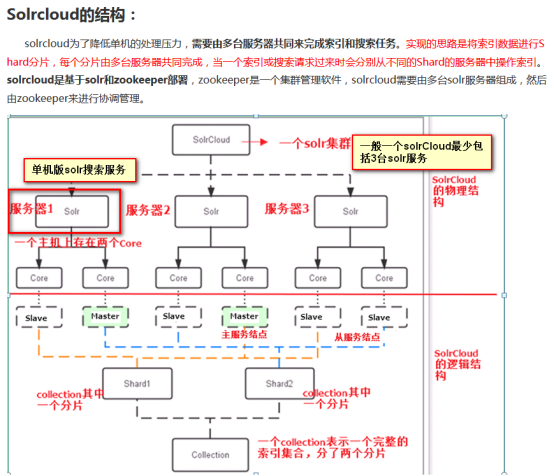 Solrcloud的结构：
solrcloud为了降低单机的处理压力，需要由多台服务器共同来完成索引和搜索任务。实现的思路是将索引数据进行S
hard分片，每个分片由多台服务器共同完成，当一个索引或搜索请求过来时会分别从不同的Shard的服务器中操作索引。
solrcloud是基于solr和zookeeper部署，zookeeper是一个集群管理软件，solrcloud需要由多台solr服务器组成，然后
由zookeeper来进行协调管理。
SolrCloud
一个solr集群
一般一个solrCloud最少包
括3台solr服务
单机版solr搜索服务
SolrCloud
的物理结
构
服务器1
Solr
服务器2
Solr
服务器3
Solr
一个主机上存在两个Core
Core
Core
Core
Core
Core
Core
Slave
Master
Slave
Master
Slave
Slave
主服务结点
从服务结点
SolrCloud
的逻辑结
构
Shard1
Shard2
collection其中
一个分片
collection其中
一个分片
Collection
一个collection表示一个完整的
索引集合，分了两个分片